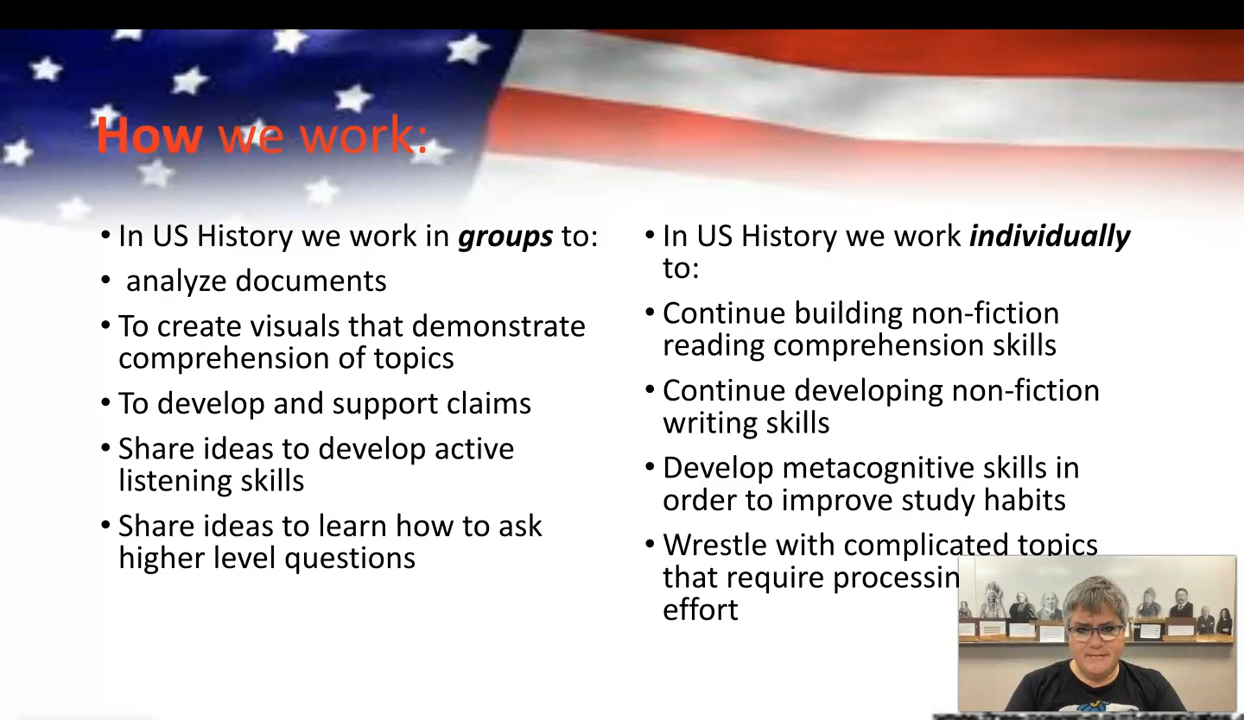 How we work:
• In US History we work in groups to:
• analyze documents
• To create visuals that demonstrate
comprehension of topics
• To develop and support claims
• Share ideas to develop active
listening skills
• Share ideas to learn how to ask
higher level questions
• In US History we work individually
to:
• Continue building non-fiction
reading comprehension skills
• Continue developing non-fiction
writing skills
• Develop metacognitive skills in
order to improve study habits
• Wrestle with complicated topics
that require
effort